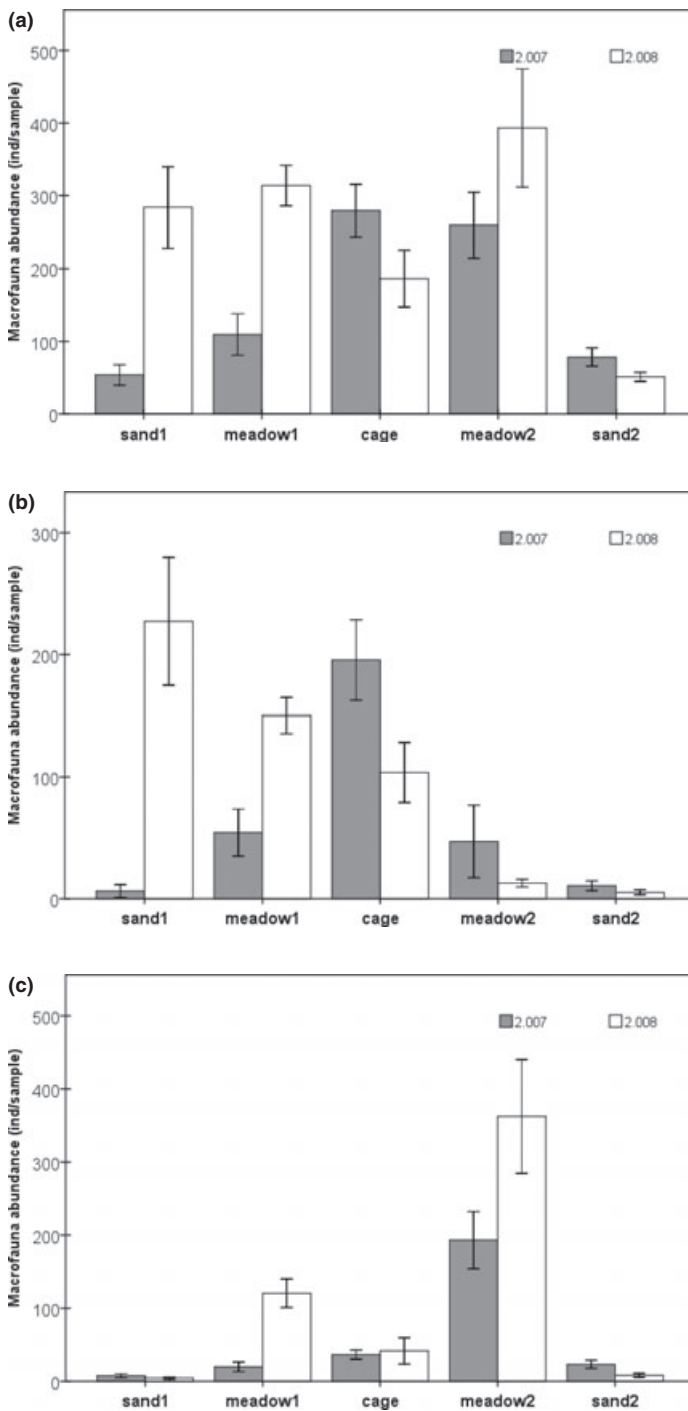 (a)
Macrofauna abundance (ind/sample)
500
400
300
200
100
0
2.007 2.008
sand1 meadow1 cage meadow2 sand2
(b)
Macrofauna abundance (ind/sample)
300
200
100
0
2.007 2.008
sand1 meadow1 cage meadow2 sand2
(c)
Macrofauna abundance (ind/sample)
500
400
300
200
100
0
2.007 2.008
sand1 meadow1 cage meadow2 sand2